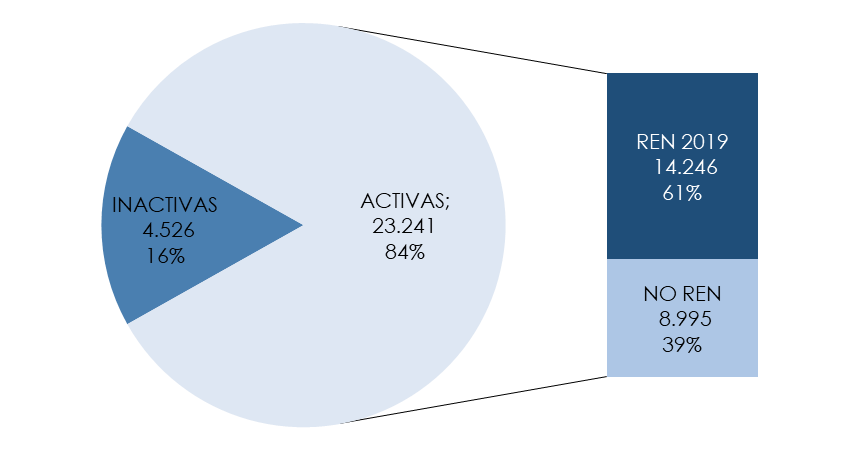 INACTIVAS
4.526
16%
ACTIVAS;
23.241
84%
REN 2019
14.246
61%
NO REN
8.995
39%